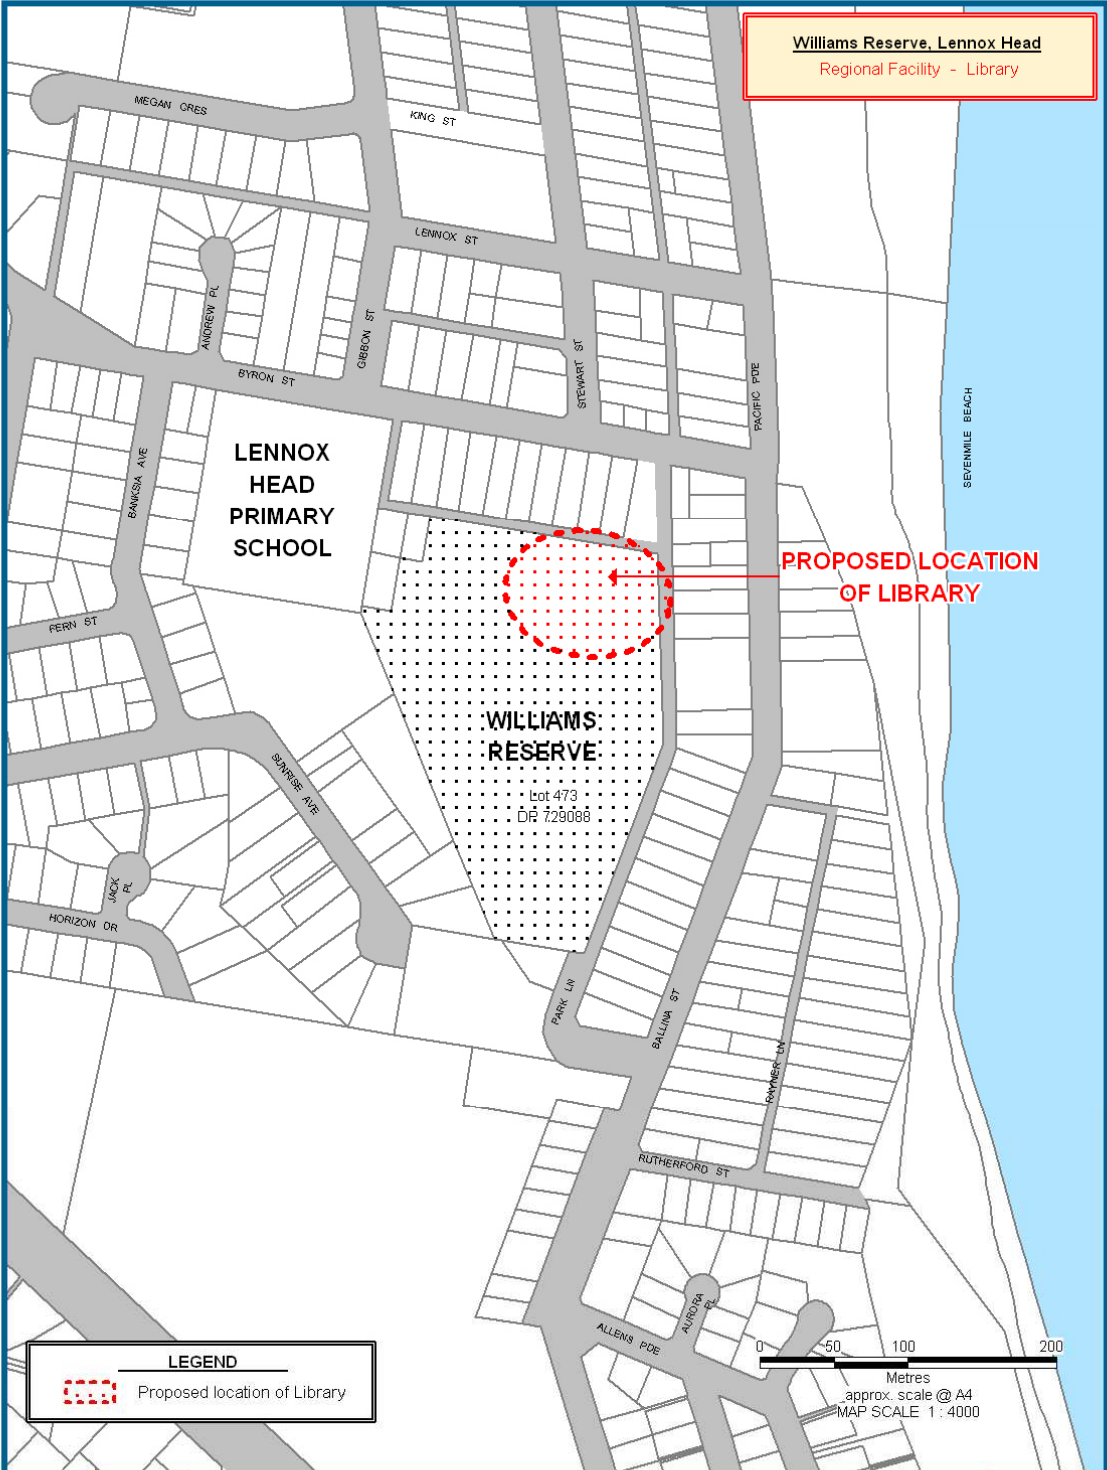 Williams Reserve, Lennox Head
Regional Facility - Library
MEGAN CRES
KING ST
LENNOX ST
ANDREW PL
GIBBON ST
STEWART ST
PACIFIC PDE
BYRON ST
SEVENMILE BEACH
BANKSIA AVE
LENNOX
HEAD
PRIMARY
SCHOOL
PROPOSED LOCATION
OF LIBRARY
FERN ST
WILLIAMS
RESERVE
Lot 473
DP 729088
SUNRISE AVE
JACK
PL
HORIZON DR
PARK LN
BALLINA ST
RAYNER LN
RUTHERFORD ST
AURORA
PL
ALLENS PDE
0 50 100 200
Metres
approx. scale @ A4
MAP SCALE 1 : 4000
LEGEND
Proposed location of Library